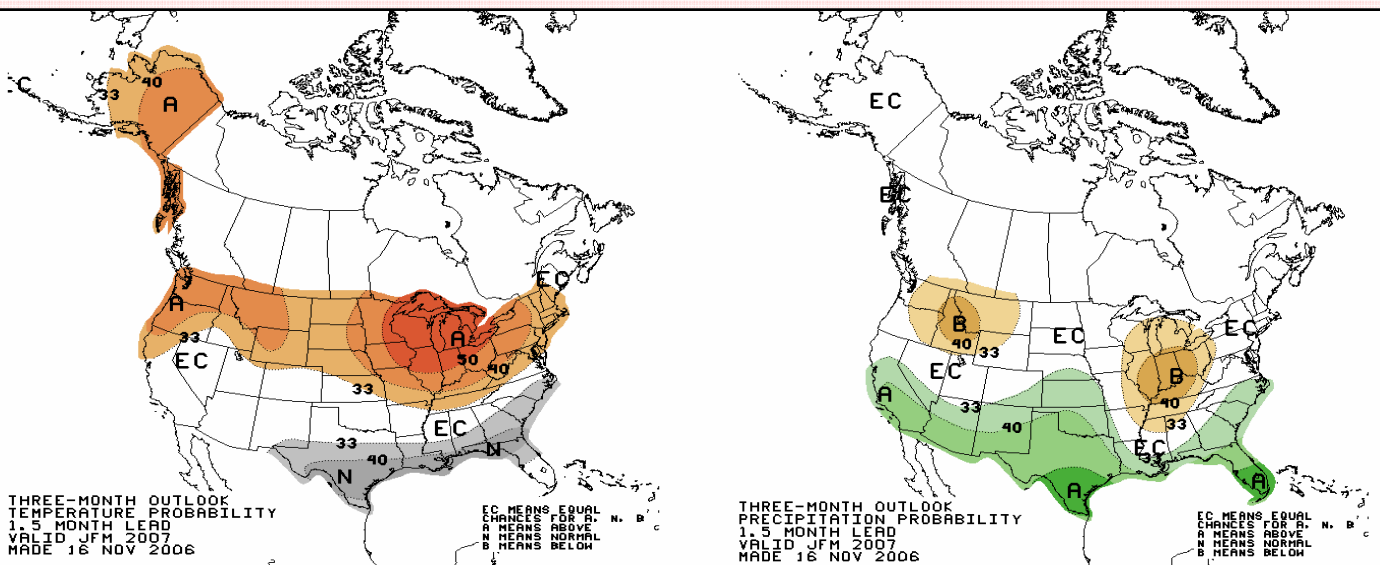 C
33
40
A
EC
A
33
EC
A
50
40
33
EC
33
40
N
N
THREE-MONTH OUTLOOK
TEMPERATURE PROBABILITY
1.5 MONTH LEAD
VALID JFM 2007
MADE 16 NOV 2006
EC MEANS EQUAL
CHANCES FOR A, N, B
A MEANS ABOVE
N MEANS NORMAL
B MEANS BELOW
C
EC
EC
B
40
33
EC
EC
EC
A
33
40
B
40
33
EC
33
A
A
THREE-MONTH OUTLOOK
PRECIPITATION PROBABILITY
1.5 MONTH LEAD
VALID JFM 2007
MADE 16 NOV 2006
EC MEANS EQUAL
CHANCES FOR A, N, B
A MEANS ABOVE
N MEANS NORMAL
B MEANS BELOW
C